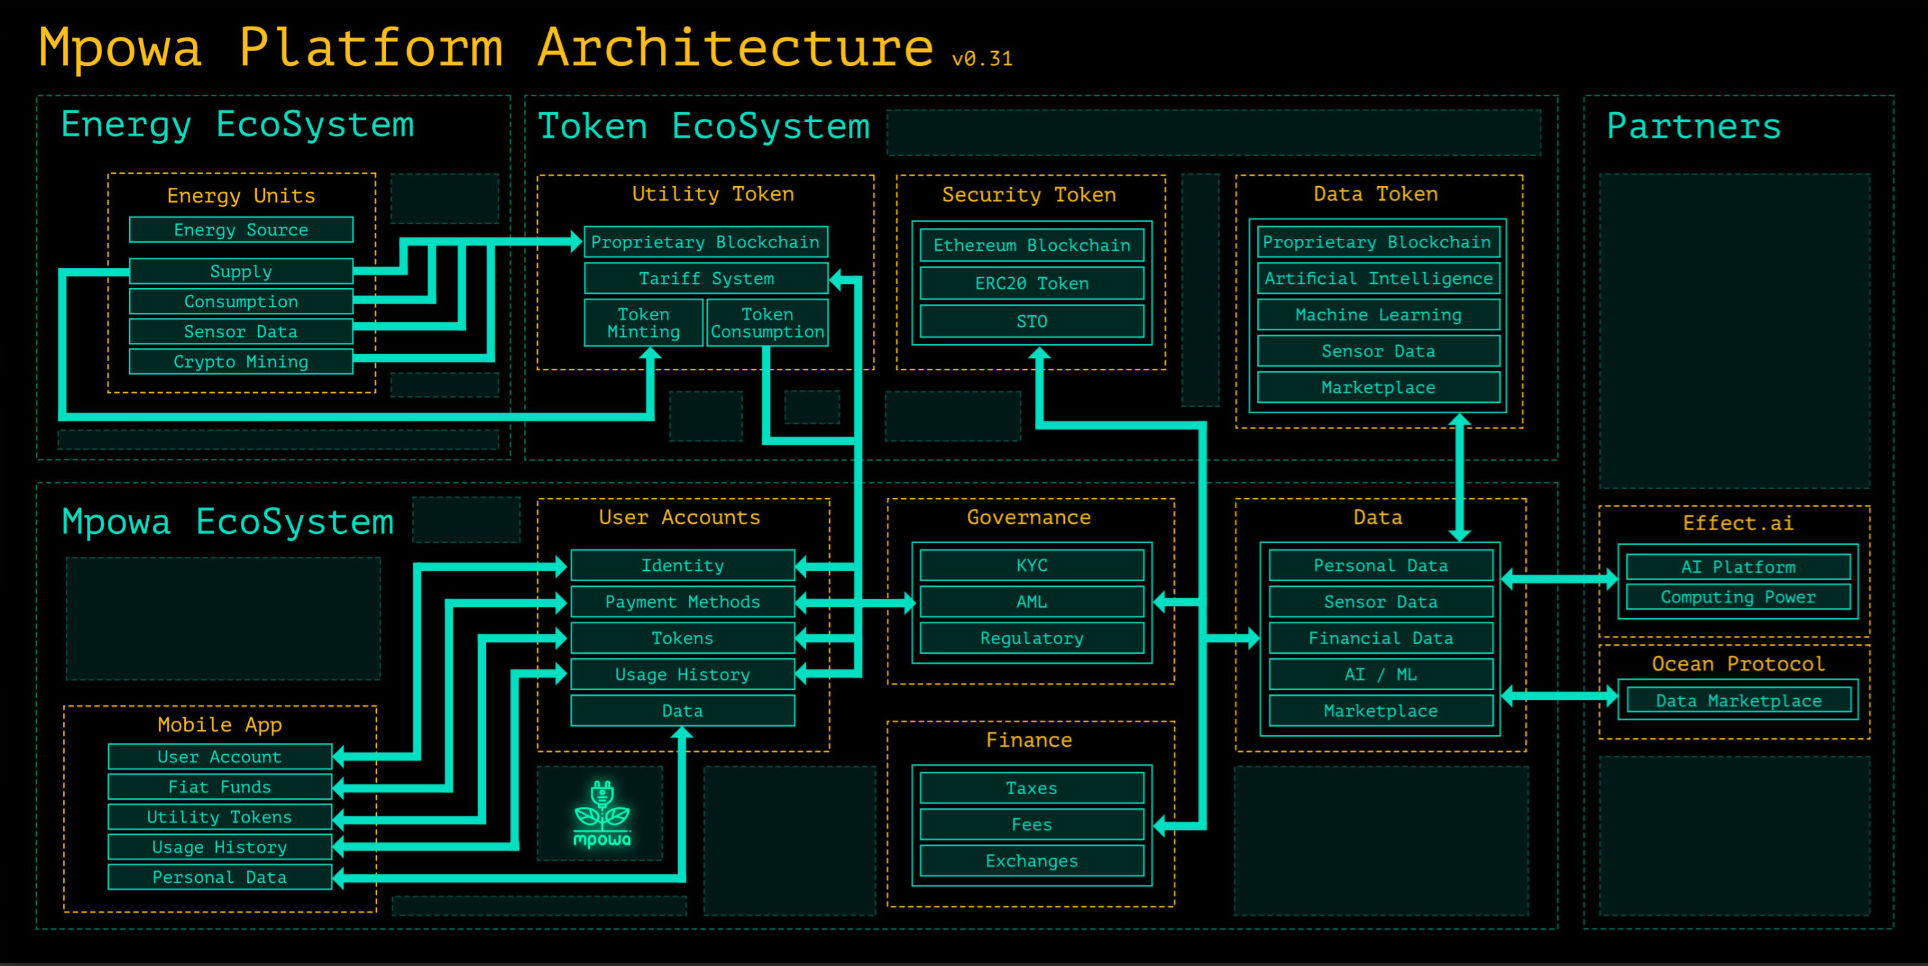 Mpowa Platform Architecture v0.31
Energy EcoSystem
Energy Units
Energy Source
Supply
Consumption
Sensor Data
Crypto Mining
Token EcoSystem
Utility Token
Proprietary Blockchain
Tariff System
Token
Minting
Token
Consumption
Security Token
Ethereum Blockchain
ERC20 Token
STO
Data Token
Proprietary Blockchain
Artificial Intelligence
Machine Learning
Sensor Data
Marketplace
Mpowa EcoSystem
Mobile App
User Account
Fiat Funds
Utility Tokens
Usage History
Personal Data
User Accounts
Identity
Payment Methods
Tokens
Usage History
Data
mpowa
Governance
KYC
AML
Regulatory
Finance
Taxes
Fees
Exchanges
Data
Personal Data
Sensor Data
Financial Data
AI / ML
Marketplace
Partners
Effect.ai
AI Platform
Computing Power
Ocean Protocol
Data Marketplace